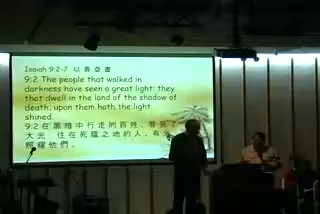 Isaiah 9:2-7 以賽亞書
9:2 The people that walked in
darkness have seen a great light: they
that dwell in the land of the shadow of
death, upon them hath the light
shined.
9:2 在黑暗中行走的百姓、看見了
大光．住在死蔭之地的人、有光
照耀他們。